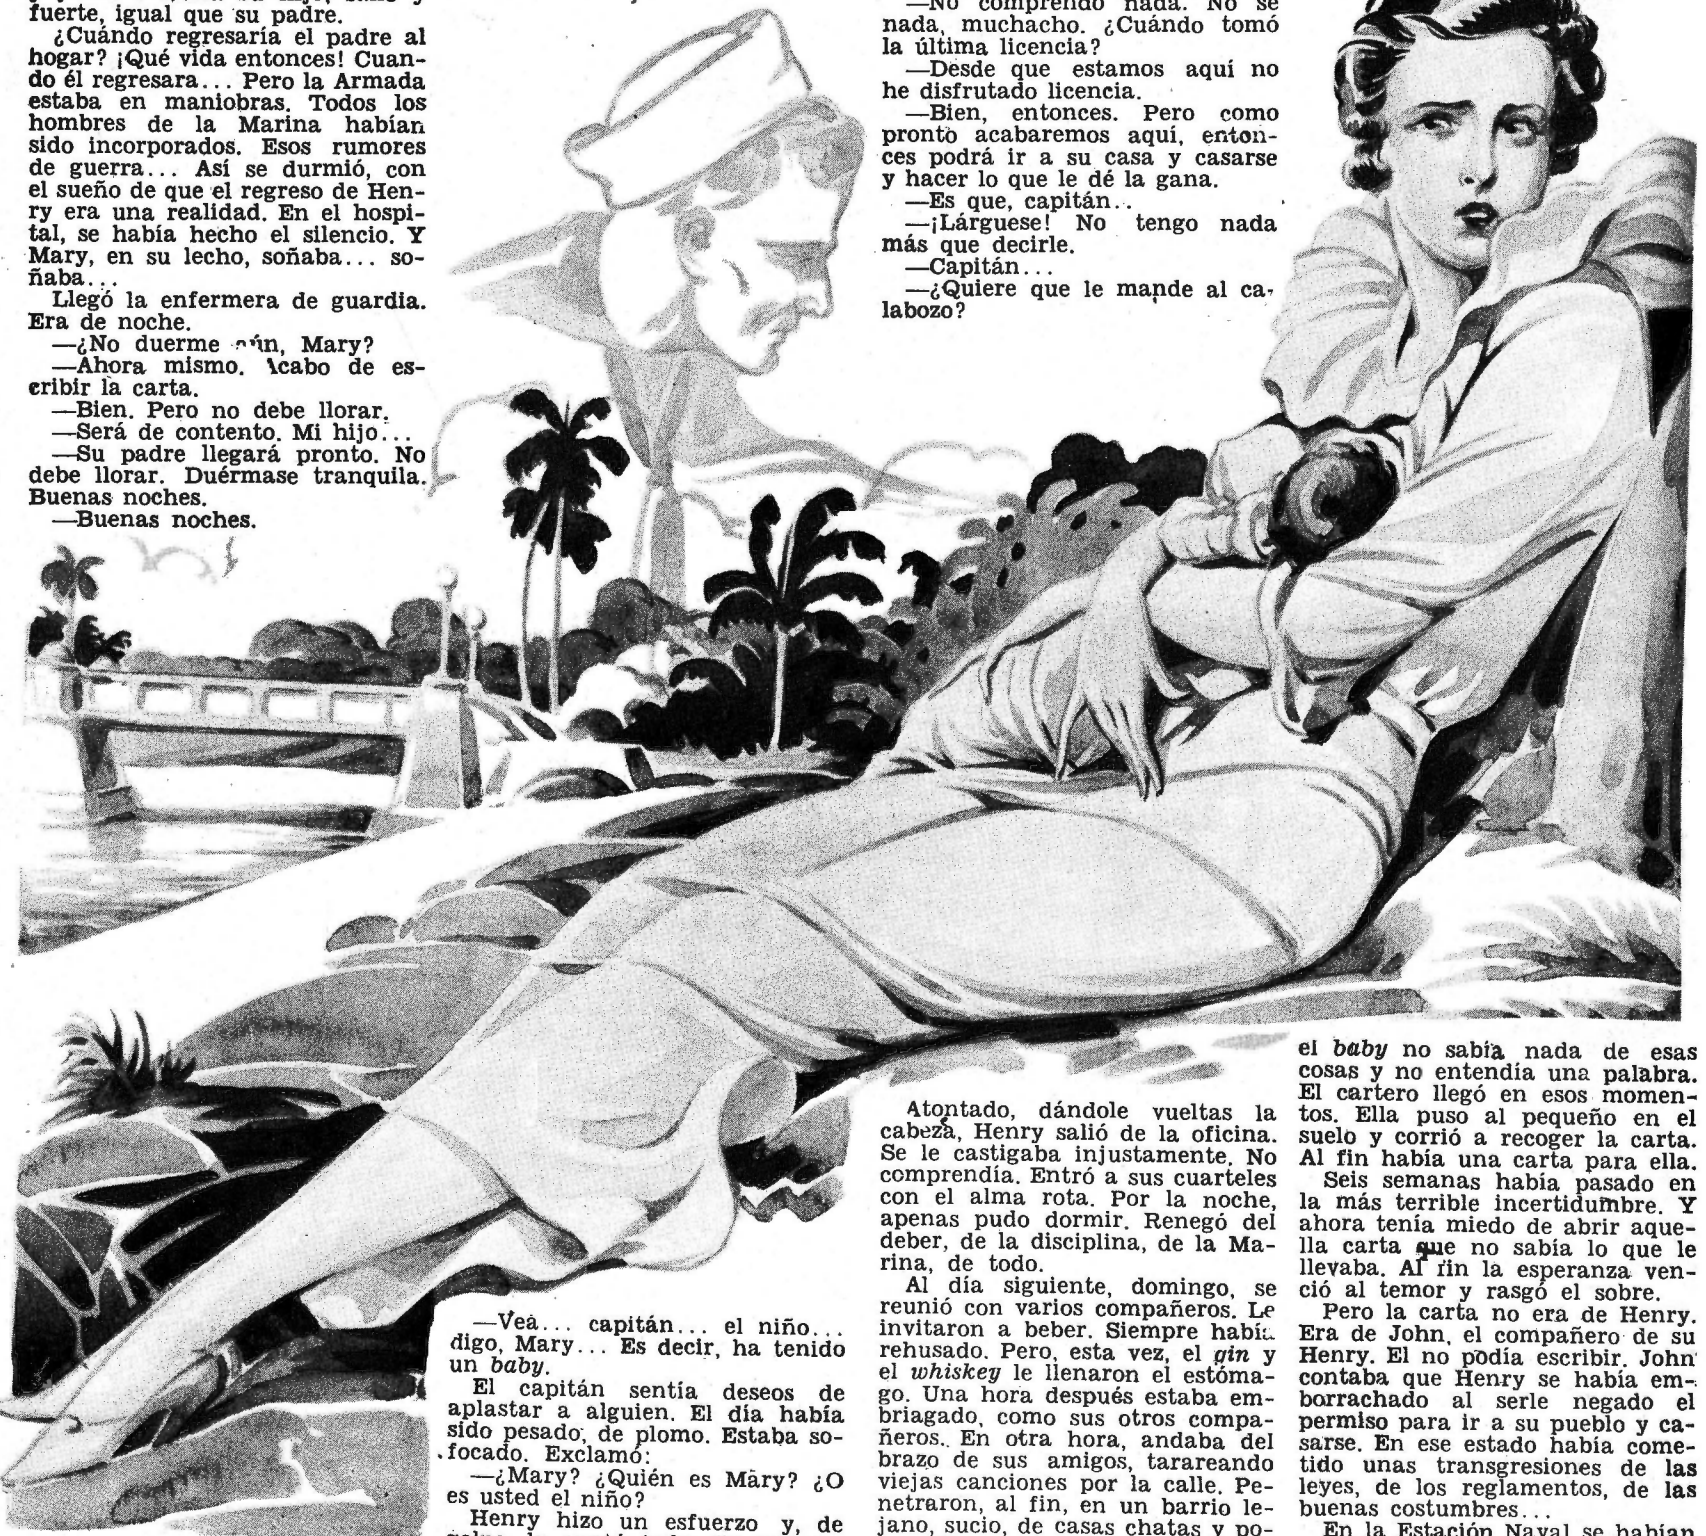 fuerte, igual que su padre.
¿Cuándo regresaría el padre al
hogar? ¡Qué vida entonces! Cuan-
do él regresara... Pero la Armada
estaba en maniobras. Todos los
hombres de la Marina habían
sido incorporados. Esos rumores
de guerra... Así se durmió, con
el sueño de que el regreso de Hen-
ry era una realidad. En el hospi-
tal, se había hecho el silencio. Y
Mary, en su lecho, soñaba... so-
ñaba...
Llegó la enfermera de guardia.
Era de noche.
—¿No duerme aún, Mary?
—Ahora mismo. Acabo de es-
cribir la carta.
—Bien. Pero no debe llorar.
—Será de contento. Mi hijo...
—Su padre llegará pronto. No
debe llorar. Duérmase tranquila.
Buenas noches.
—Buenas noches.
—Vea... capitán... el niño...
digo, Mary... Es decir, ha tenido
un baby.
El capitán sentía deseos de
aplastar a alguien. El día había
sido pesado, de plomo. Estaba so-
focado. Exclamó:
—¿Mary? ¿Quién es Mary? ¿O
es usted el niño?
Henry hizo un esfuerzo y, de
—No comprendo nada. No sé
nada, muchacho. ¿Cuándo tomó
la última licencia?
—Desde que estamos aquí no
he disfrutado licencia.
—Bien, entonces. Pero como
pronto acabaremos aquí, enton-
ces podrá ir a su casa y casarse
y hacer lo que le dé la gana.
—Es que, capitán..
—¡Lárguese! No tengo nada
más que decirle.
—Capitán...
—¿Quiere que le mande al ca-
labozo?
Atontado, dándole vueltas la
cabeza, Henry salió de la oficina.
Se le castigaba injustamente. No
comprendía. Entró a sus cuarteles
con el alma rota. Por la noche,
apenas pudo dormir. Renegó del
deber, de la disciplina, de la Ma-
rina, de todo.
Al día siguiente, domingo, se
reunió con varios compañeros. Le
invitaron a beber. Siempre había
rehusado. Pero, esta vez, el gin y
el whiskey le llenaron el estóma-
go. Una hora después estaba em-
briagado, como sus otros compa-
ñeros. En otra hora, andaba del
brazo de sus amigos, tarareando
viejas canciones por la calle. Pe-
netraron, al fin, en un barrio le-
jano, sucio, de casas chatas y po-
el baby no sabía nada de esas
cosas y no entendía una palabra.
El cartero llegó en esos momen-
tos. Ella puso al pequeño en el
suelo y corrió a recoger la carta.
Al fin había una carta para ella.
Seis semanas había pasado en
la más terrible incertidumbre. Y
ahora tenía miedo de abrir aque-
lla carta que no sabía lo que le
llevaba. Al fin la esperanza ven-
ció al temor y rasgó el sobre.
Pero la carta no era de Henry.
Era de John, el compañero de su
Henry. El no podía escribir. John
contaba que Henry se había em-
borrachado al serle negado el
permiso para ir a su pueblo y ca-
sarse. En ese estado había come-
tido unas transgresiones de las
leyes, de los reglamentos, de las
buenas costumbres...
En la Estación Naval se habían